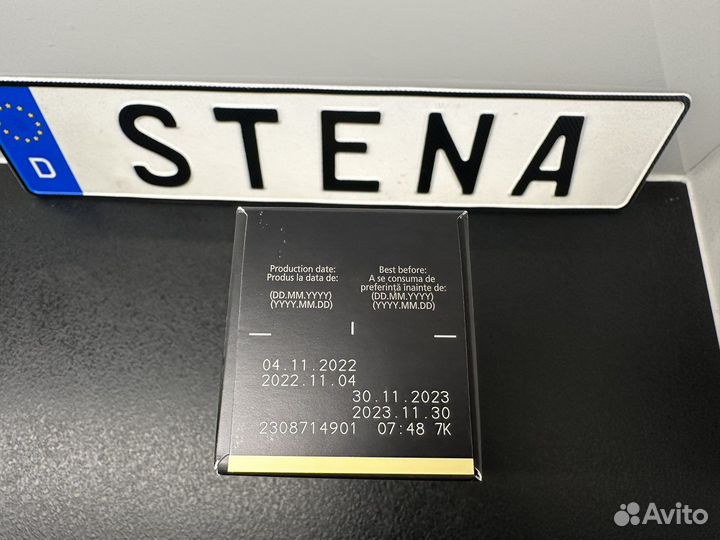 STENA
D
Production date:
Produs la data de:
(DD.MM.YYYY)
(YYYY.MM.DD)
Best before:
A se consuma de
preferință înainte de:
(DD.MM.YYYY)
(YYYY.MM.DD)
04.11.2022
2022.11.04
30.11.2023
2023.11.30
2308714901 07:48 7K
Avito